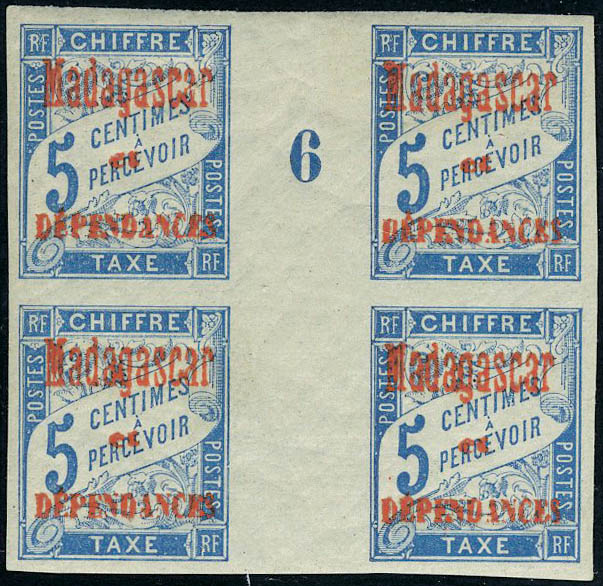 RF CHIFFRE
POSTES
Madagascar
5 CENTIMES
À
et
PERCEVOIR
DÉPENDANCES
POSTES
TAXE RF
6
RF CHIFFRE
POSTES
Madagascar
5 CENTIMES
À
et
PERCEVOIR
DÉPENDANCES
POSTES
TAXE RF
RF CHIFFRE
POSTES
Madagascar
5 CENTIMES
À
et
PERCEVOIR
DÉPENDANCES
POSTES
TAXE RF
RF CHIFFRE
POSTES
Madagascar
5 CENTIMES
À
et
PERCEVOIR
DÉPENDANCES
POSTES
TAXE RF